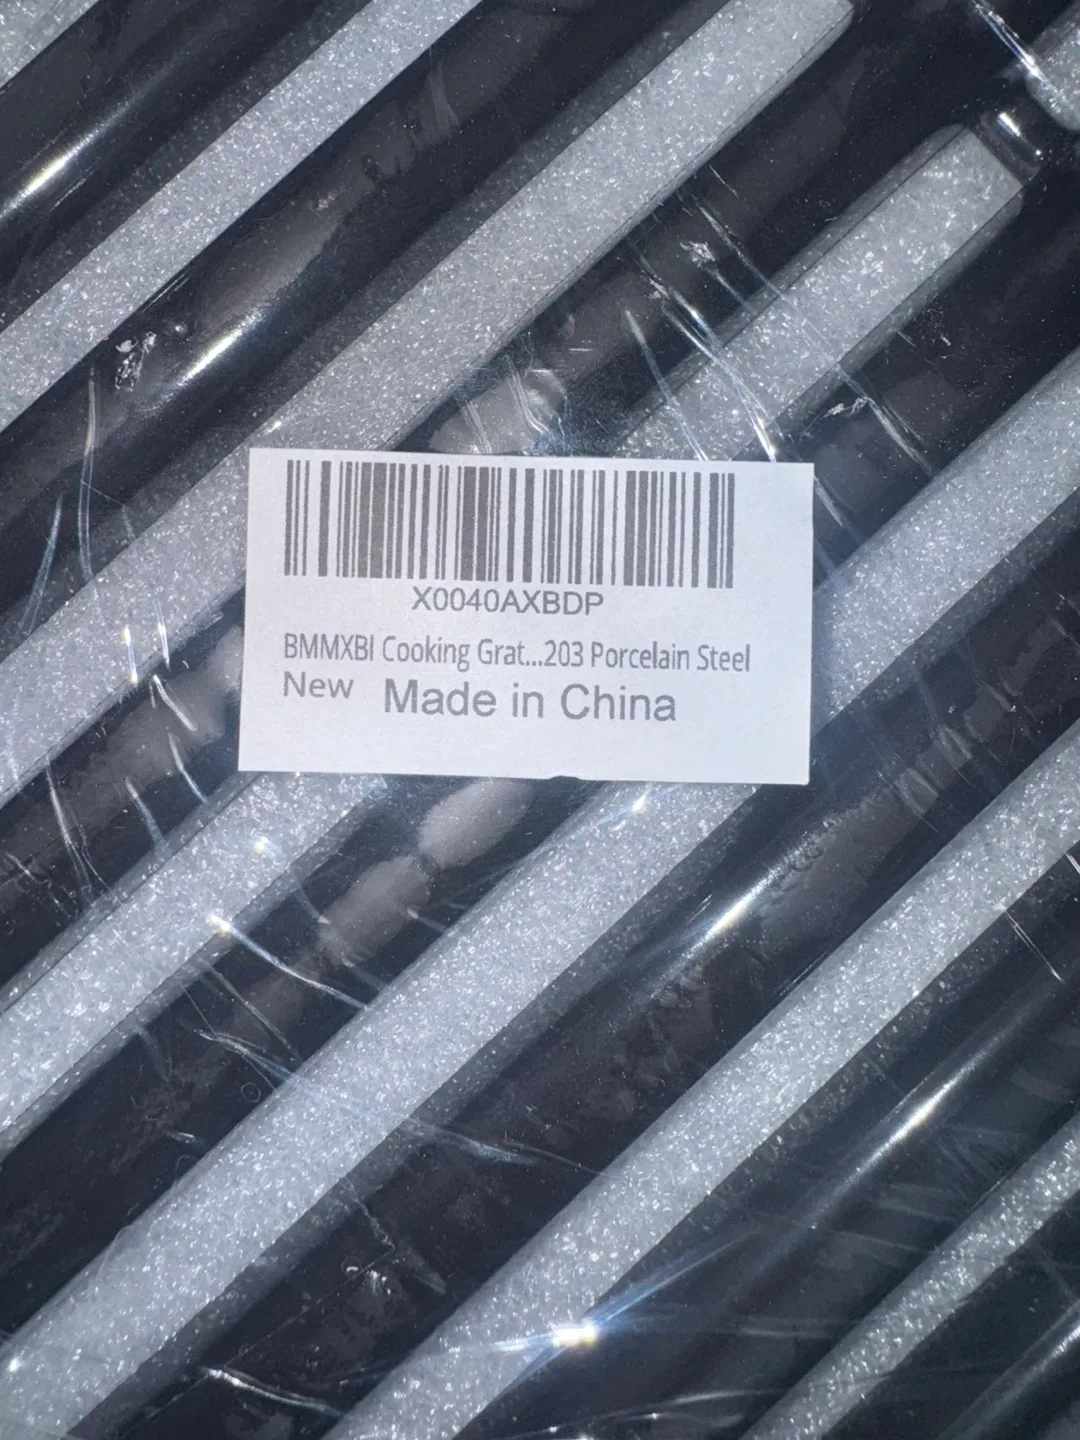 X0040AXBDP
BMMXBI Cooking Grat...203 Porcelain Steel
New Made in China